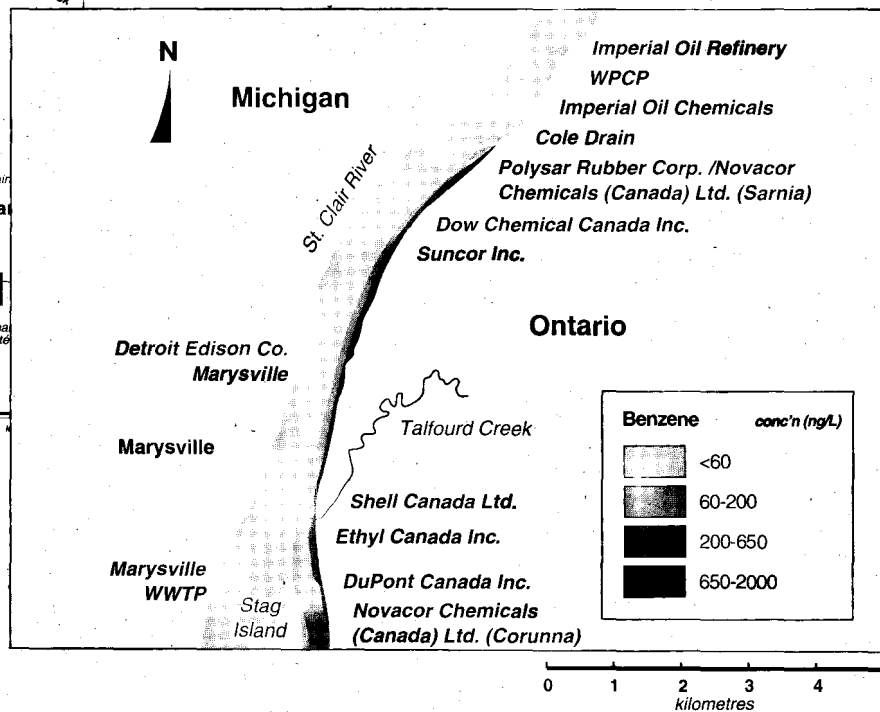 N
Michigan
St. Clair River
Imperial Oil Refinery
WPCP
Imperial Oil Chemicals
Cole Drain
Polysar Rubber Corp. /Novacor
Chemicals (Canada) Ltd. (Sarnia)
Dow Chemical Canada Inc.
Suncor Inc.
Ontario
Detroit Edison Co.
Marysville
Talfourd Creek
Marysville
Shell Canada Ltd.
Ethyl Canada Inc.
Marysville
WWTP
DuPont Canada Inc.
Stag
Island
Novacor Chemicals
(Canada) Ltd. (Corunna)
Benzene conc'n (ng/L)
<60
60-200
200-650
650-2000
0 1 2 3 4
kilometres